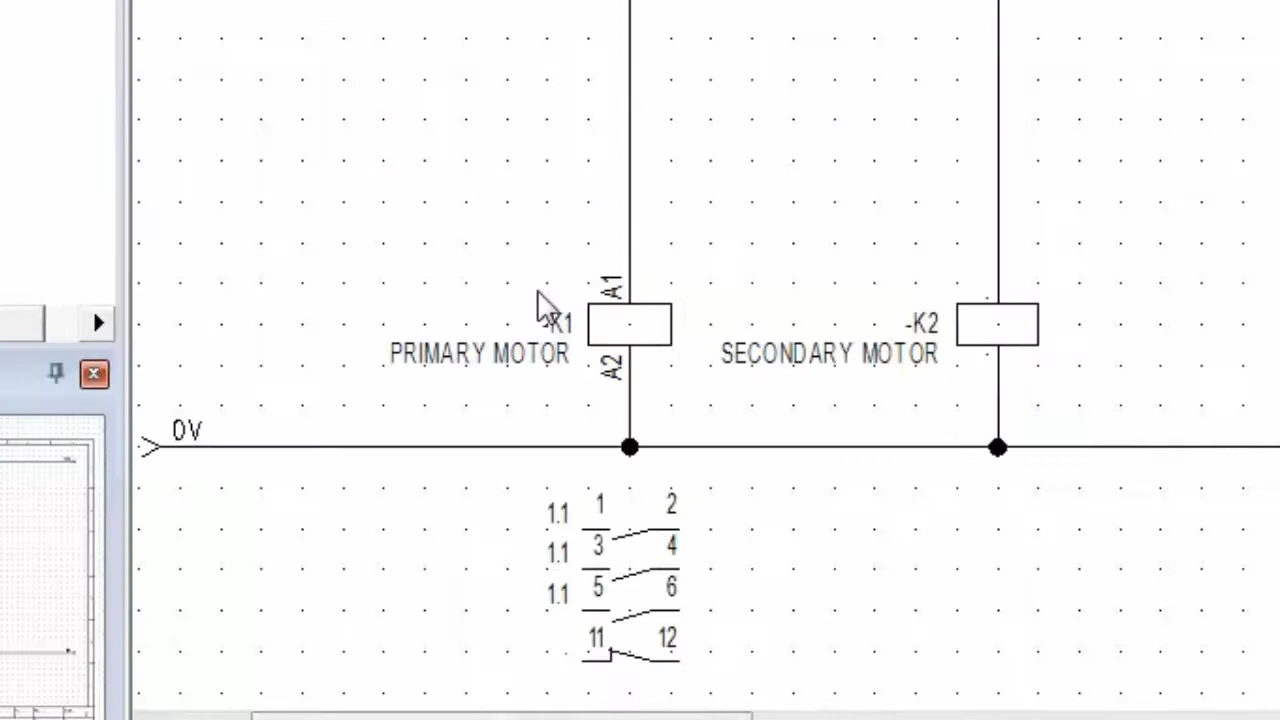 A1
-K1
PRIMARY MOTOR
A2
-K2
SECONDARY MOTOR
0V
1.1 1 2
1.1 3 4
1.1 5 6
11 12